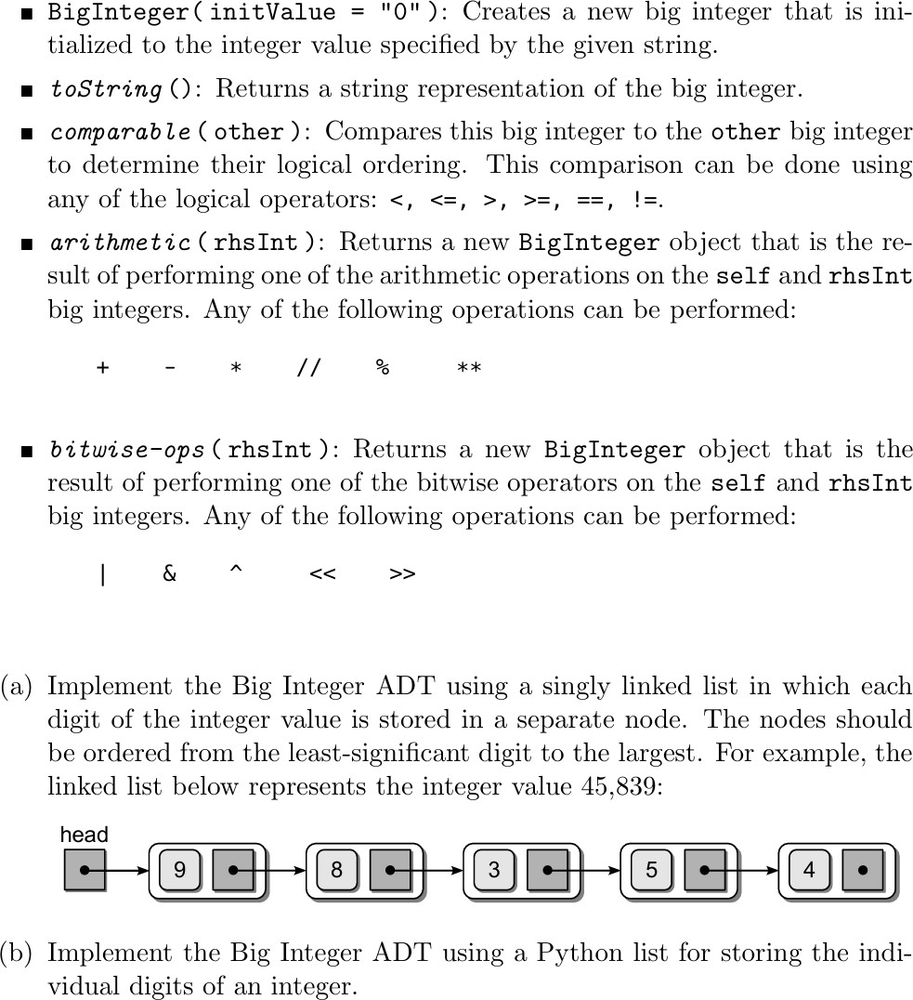 ■ BigInteger( initValue = "0" ): Creates a new big integer that is ini-
tialized to the integer value specified by the given string.
■ toString (): Returns a string representation of the big integer.
■ comparable ( other ): Compares this big integer to the other big integer
to determine their logical ordering. This comparison can be done using
any of the logical operators: <, <=, >, >=, ==, !=.
■ arithmetic ( rhsInt ): Returns a new BigInteger object that is the re-
sult of performing one of the arithmetic operations on the self and rhsInt
big integers. Any of the following operations can be performed:
+ - * // % **
■ bitwise-ops ( rhsInt ): Returns a new BigInteger object that is the
result of performing one of the bitwise operators on the self and rhsInt
big integers. Any of the following operations can be performed:
| & ^ << >>
(a) Implement the Big Integer ADT using a singly linked list in which each
digit of the integer value is stored in a separate node. The nodes should
be ordered from the least-significant digit to the largest. For example, the
linked list below represents the integer value 45,839:
head
9 8 3 5 4
(b) Implement the Big Integer ADT using a Python list for storing the indi-
vidual digits of an integer.